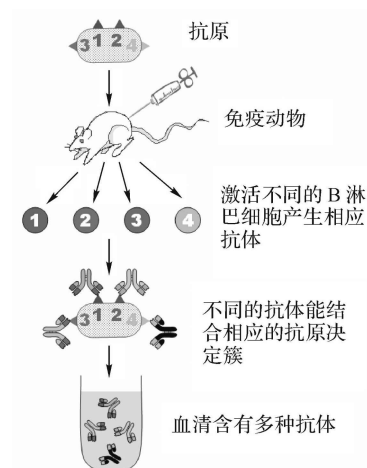 3 1 2 4
抗原
免疫动物
1 2 3 4
激活不同的 B 淋
巴细胞产生相应
抗体
3 1 2 4
不同的抗体能结
合相应的抗原决
定簇
血清含有多种抗体